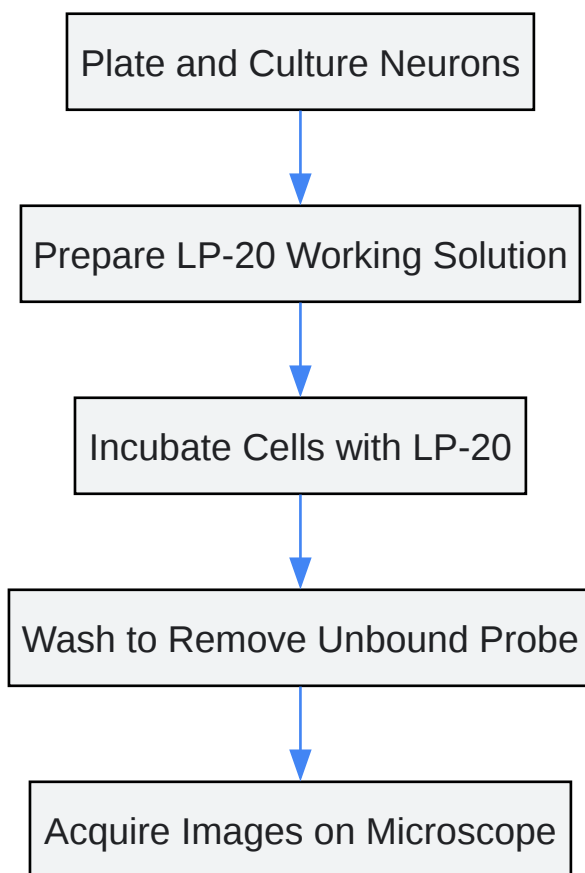 Plate and Culture Neurons
Prepare LP-20 Working Solution
Incubate Cells with LP-20
Wash to Remove Unbound Probe
Acquire Images on Microscope